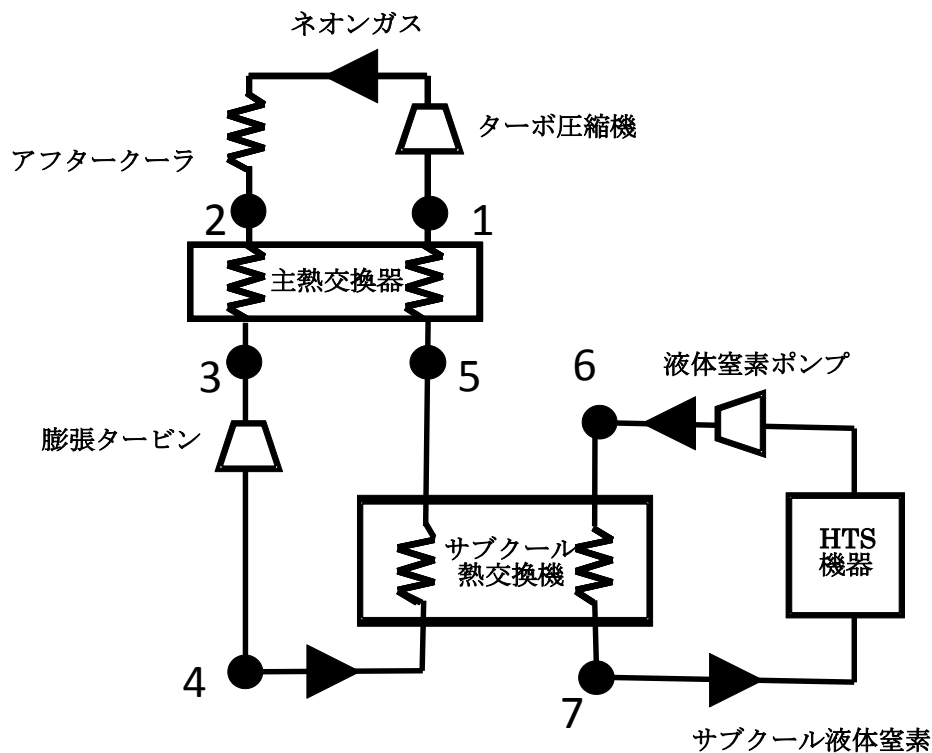 ネオンガス
ターボ圧縮機
アフタークーラ
2
1
主熱交換器
3
5
6
液体窒素ポンプ
膨張タービン
サブクール
熱交換機
HTS
機器
4
7
サブクール液体窒素